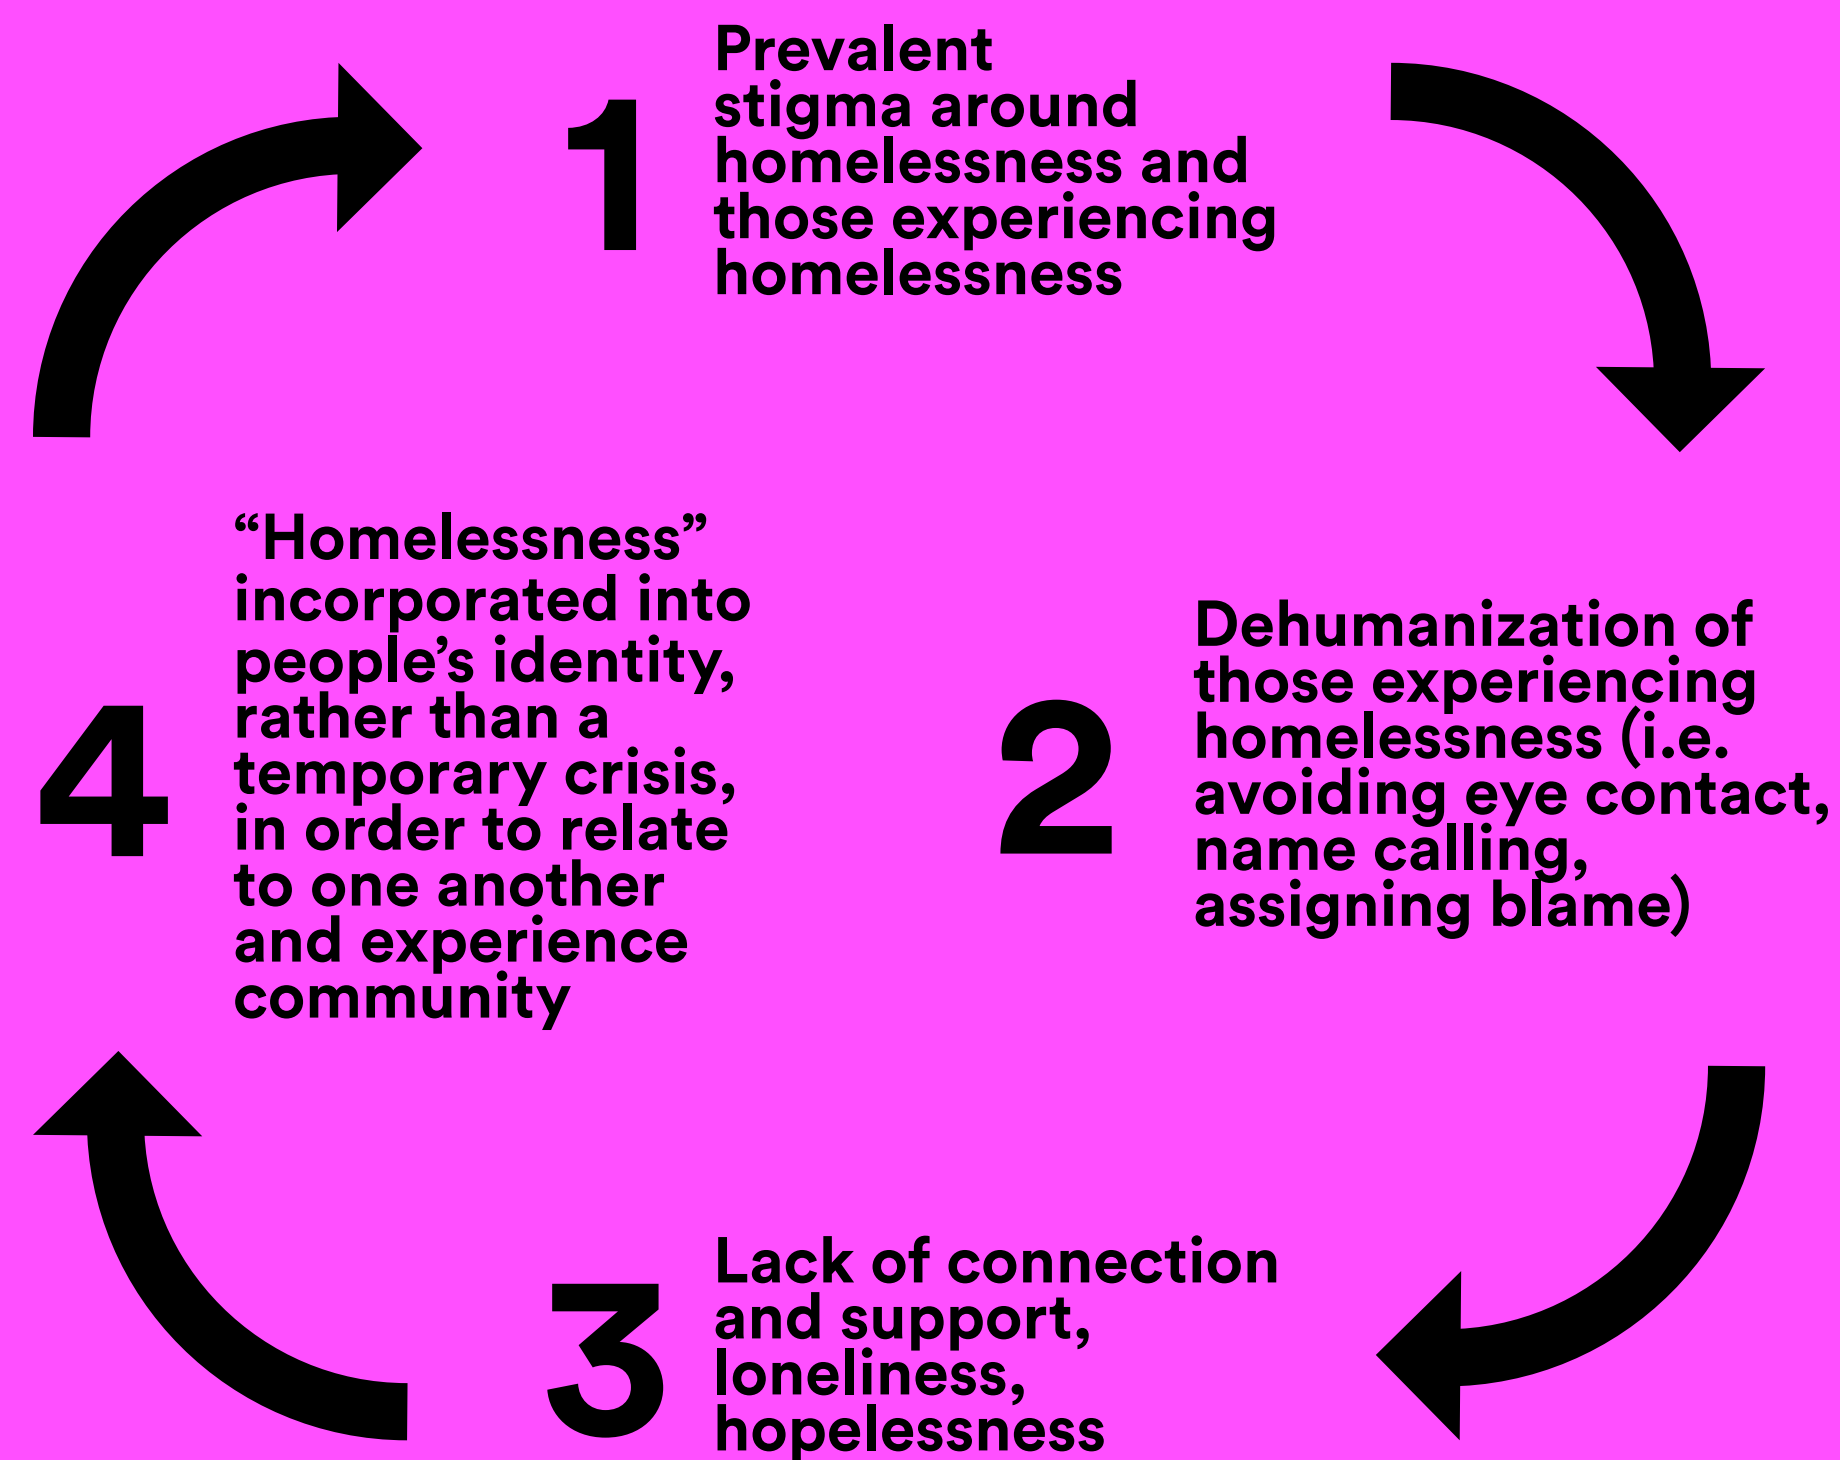 1
Prevalent
stigma around
homelessness and
those experiencing
homelessness
2
Dehumanization of
those experiencing
homelessness (i.e.
avoiding eye contact,
name calling,
assigning blame)
3
Lack of connection
and support,
loneliness,
hopelessness
4
“Homelessness”
incorporated into
people’s identity,
rather than a
temporary crisis,
in order to relate
to one another
and experience
community